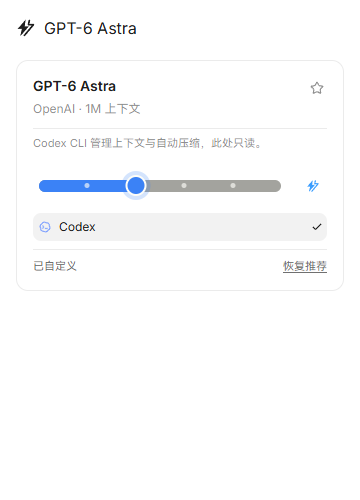 GPT-6 Astra
GPT-6 Astra
OpenAI · 1M 上下文
Codex CLI 管理上下文与自动压缩，此处只读。
Codex
已自定义
恢复推荐